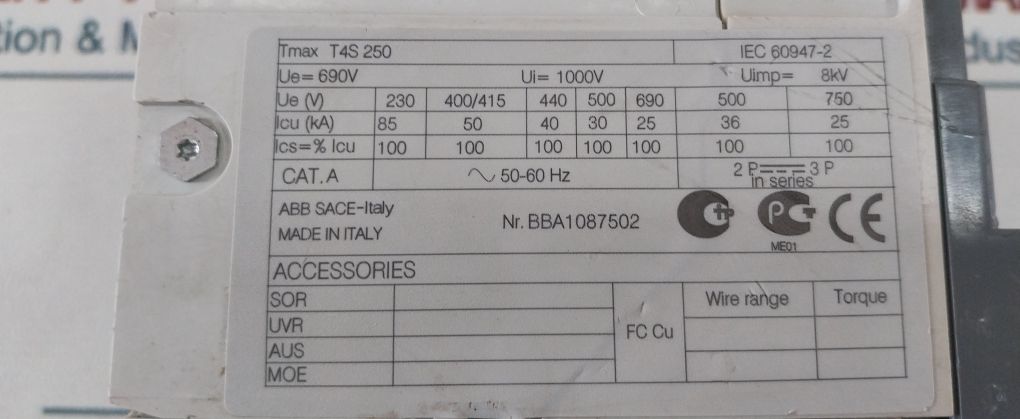 tion & M
dus
Tmax T4S 250 IEC 60947-2
Ue= 690V Ui= 1000V Uimp= 8kV
Ue (V) 230 400/415 440 500 690 500 750
Icu (kA) 85 50 40 30 25 36 25
Ics=% Icu 100 100 100 100 100 100 100
CAT. A 50-60 Hz 2 P 3 P
in series
ABB SACE-Italy
MADE IN ITALY
Nr. BBA1087502
ME01
CE
ACCESSORIES
SOR Wire range Torque
UVR
FC Cu
AUS
MOE